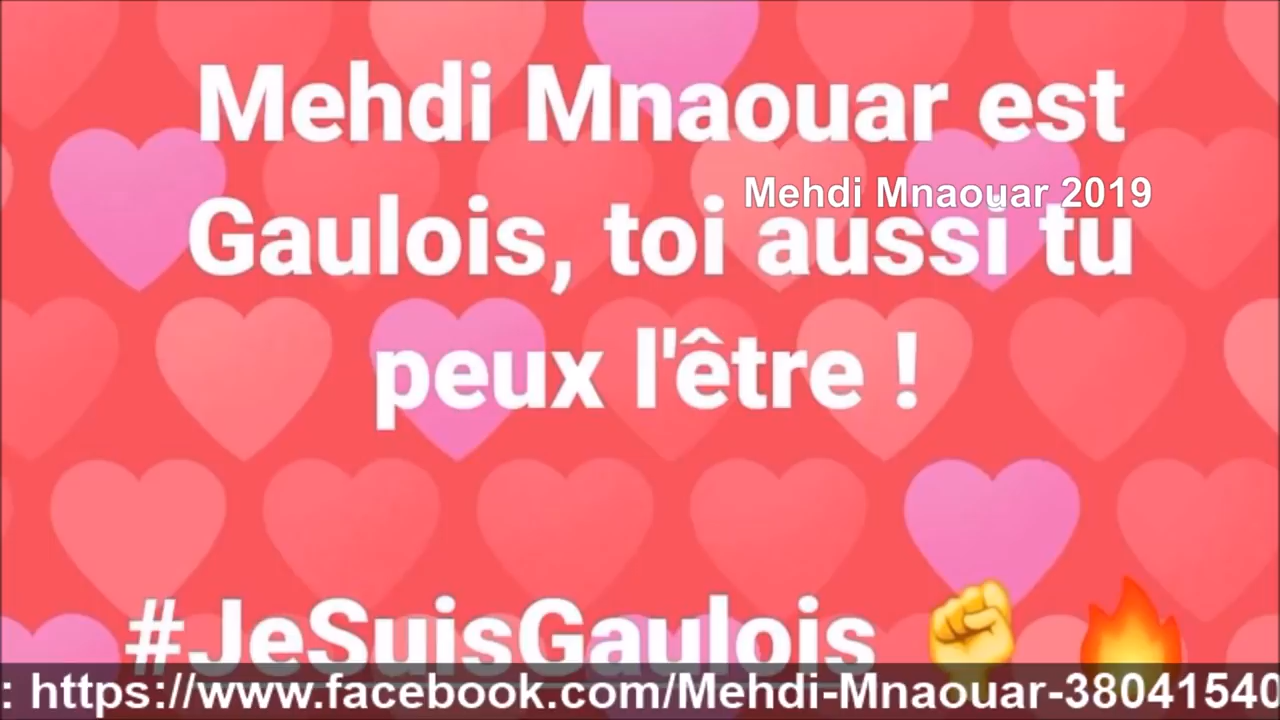 Mehdi Mnaouar est
Mehdi Mnaouar 2019
Gaulois, toi aussi tu
peux l'être !
#JeSuisGaulois ✊ 🔥
: https://www.facebook.com/Mehdi-Mnaouar-38041540